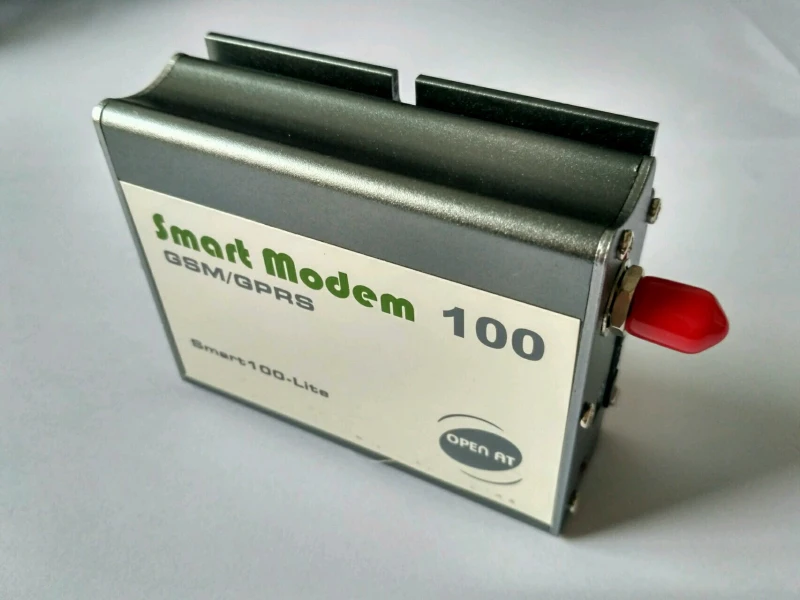 Smart Modem 100
GSM/GPRS
Smart100-Lite
OPEN AT